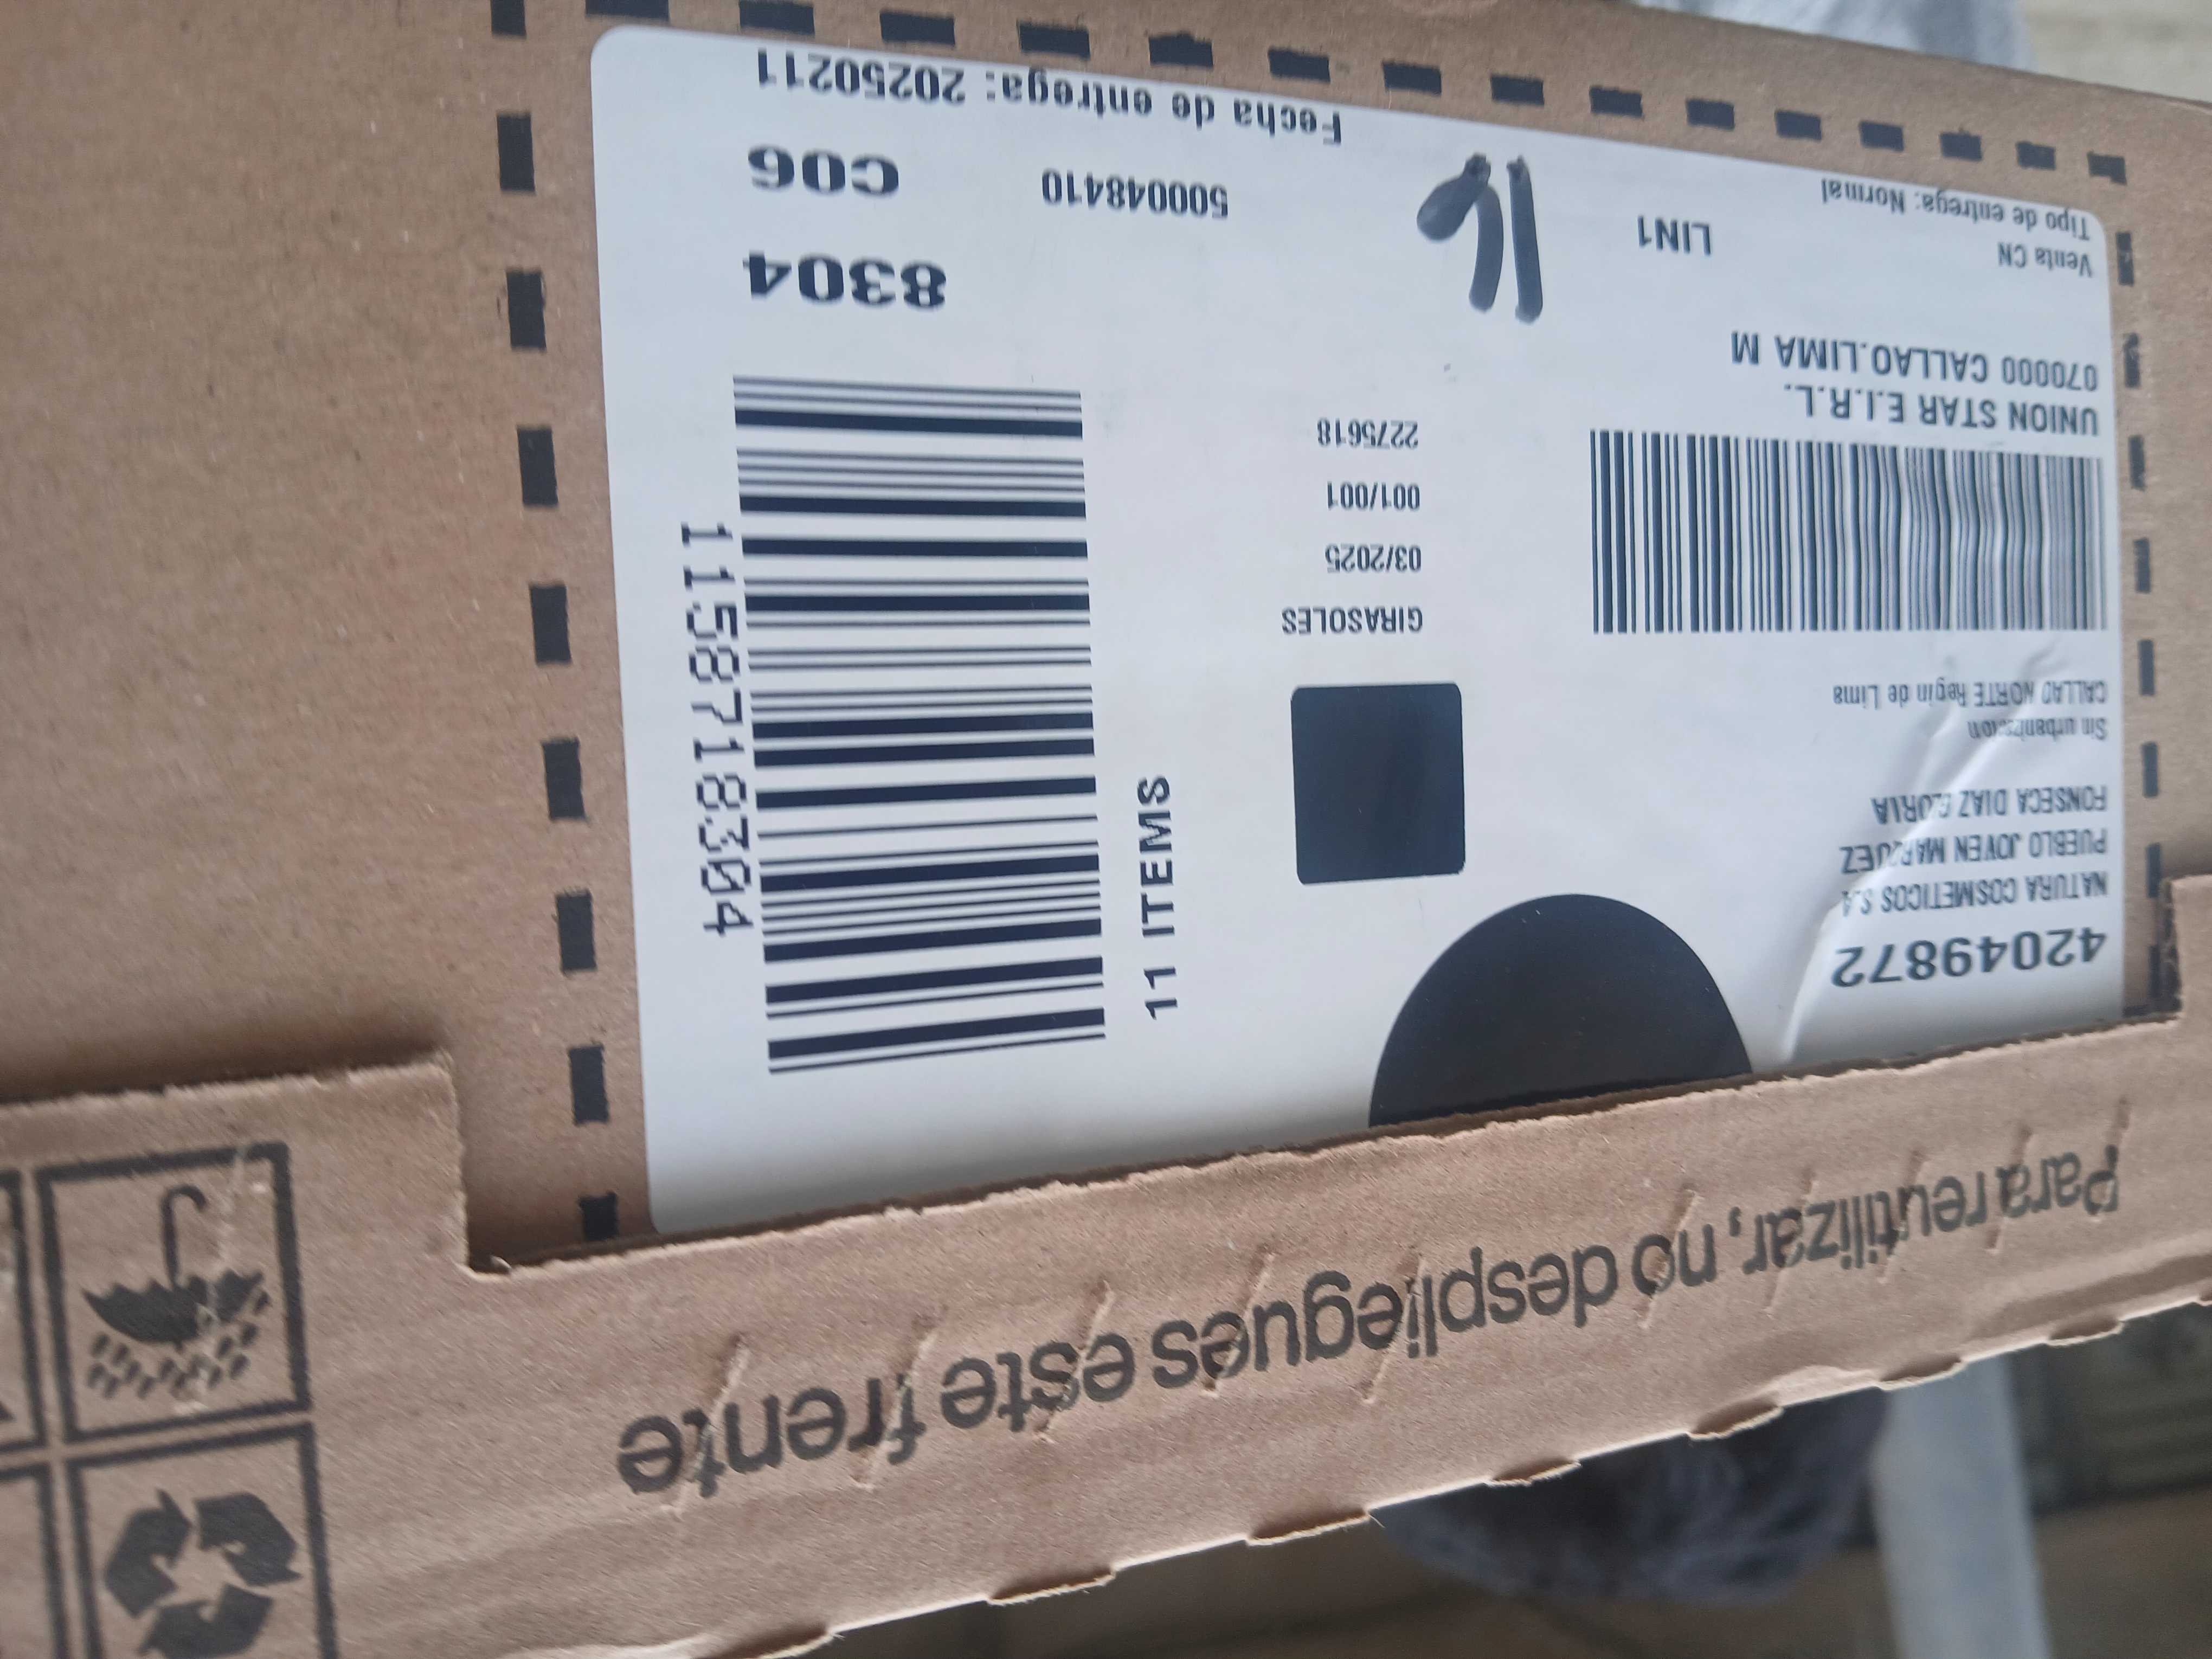 Para reutilizar, no despliegues este frente
42049872
NATURA COSMETICOS S.A
PUEBLO JOVEN MARQUEZ
FONSECA DIAZ GLORIA
Sin urbanizacion
CALLAO NORTE Regin de Lima
UNION STAR E.I.R.L.
070000 CALLAO.LIMA M
Venta CN
Tipo de entrega: Normal
LIN1
GIRASOLES
03/2025
001/001
2275618
11 ITEMS
1158718304
8304
C06
500048410
Fecha de entrega: 20250211